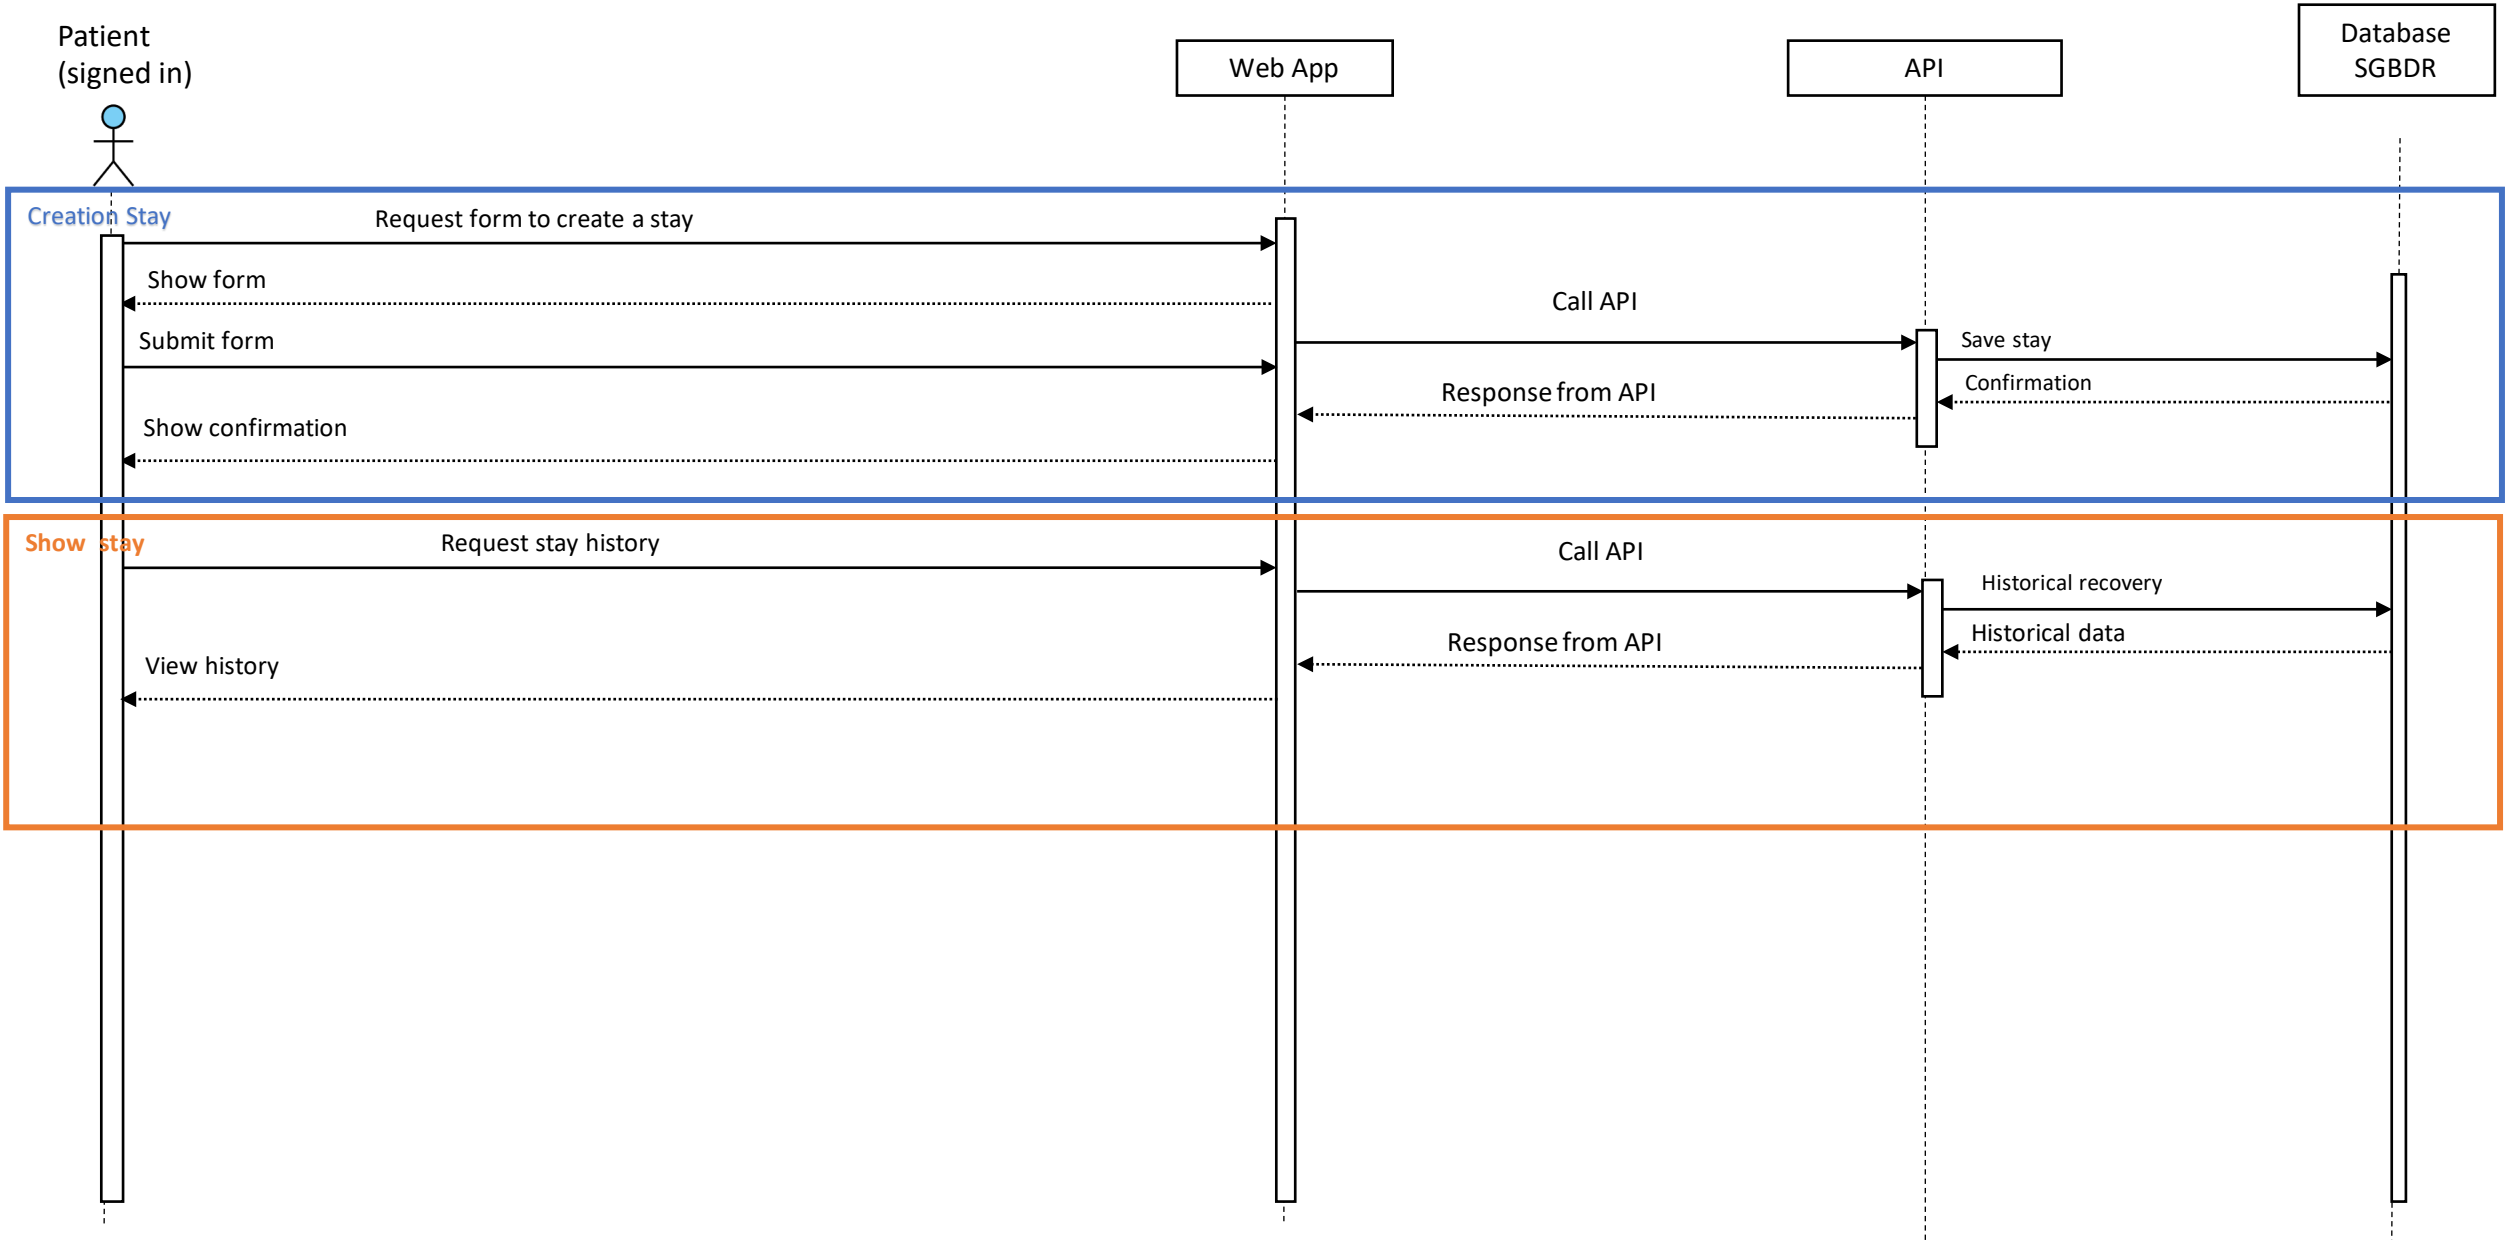 Patient
(signed in)
Web App
API
Database
SGBDR
Creation Stay
Request form to create a stay
Show form
Call API
Submit form
Save stay
Confirmation
Response from API
Show confirmation
Show stay
Request stay history
Call API
Historical recovery
Historical data
Response from API
View history